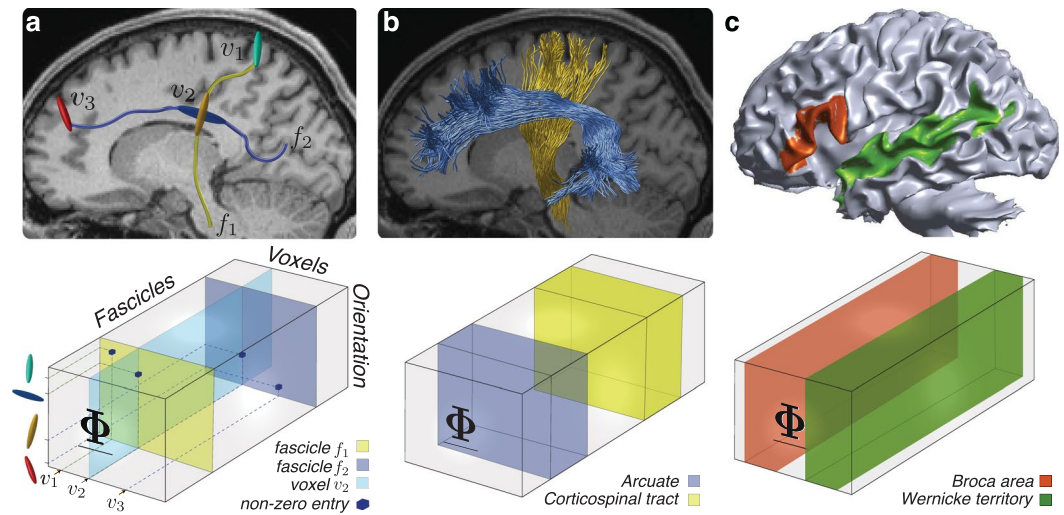 a
b
c
v1
v2
v3
f2
f1
Fascicles
Voxels
Orientation
Φ
v1
v2
v3
fascicle f1
fascicle f2
voxel v2
non-zero entry
Φ
Arcuate
Corticospinal tract
Φ
Broca area
Wernicke territory